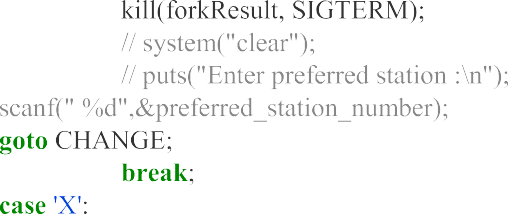 kill(forkResult, SIGTERM);
// system("clear");
// puts("Enter preferred station :\n");
scanf(" %d",&preferred_station_number);
goto CHANGE;
break;
case 'X':